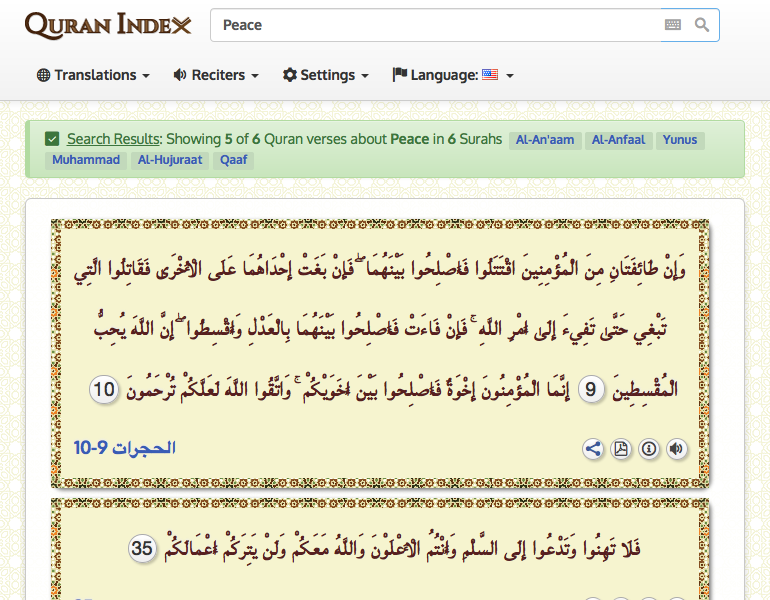 QURAN INDEX
Peace
Translations Reciters Settings Language:
Search Results: Showing 5 of 6 Quran verses about Peace in 6 Surahs Al-An'aam Al-Anfaal Yunus
Muhammad Al-Hujuraat Qaaf
وَإِنْ طَائِفَتَانِ مِنَ الْمُؤْمِنِينَ اقْتَتَلُوا فَأَصْلِحُوا بَيْنَهُمَا ۖ فَإِنْ بَغَتْ إِحْدَاهُمَا عَلَى الْأُخْرَىٰ فَقَاتِلُوا الَّتِي
تَبْغِي حَتَّىٰ تَفِيءَ إِلَىٰ أَمْرِ اللَّهِ ۚ فَإِنْ فَاءَتْ فَأَصْلِحُوا بَيْنَهُمَا بِالْعَدْلِ وَأَقْسِطُوا ۖ إِنَّ اللَّهَ يُحِبُّ
الْمُقْسِطِينَ 9 إِنَّمَا الْمُؤْمِنُونَ إِخْوَةٌ فَأَصْلِحُوا بَيْنَ أَخَوَيْكُمْ ۚ وَاتَّقُوا اللَّهَ لَعَلَّكُمْ تُرْحَمُونَ 10
الحجرات 9-10
فَلَا تَهِنُوا وَتَدْعُوا إِلَى السَّلْمِ وَأَنْتُمُ الْأَعْلَوْنَ وَاللَّهُ مَعَكُمْ وَلَنْ يَتِرَكُمْ أَعْمَالَكُمْ 35